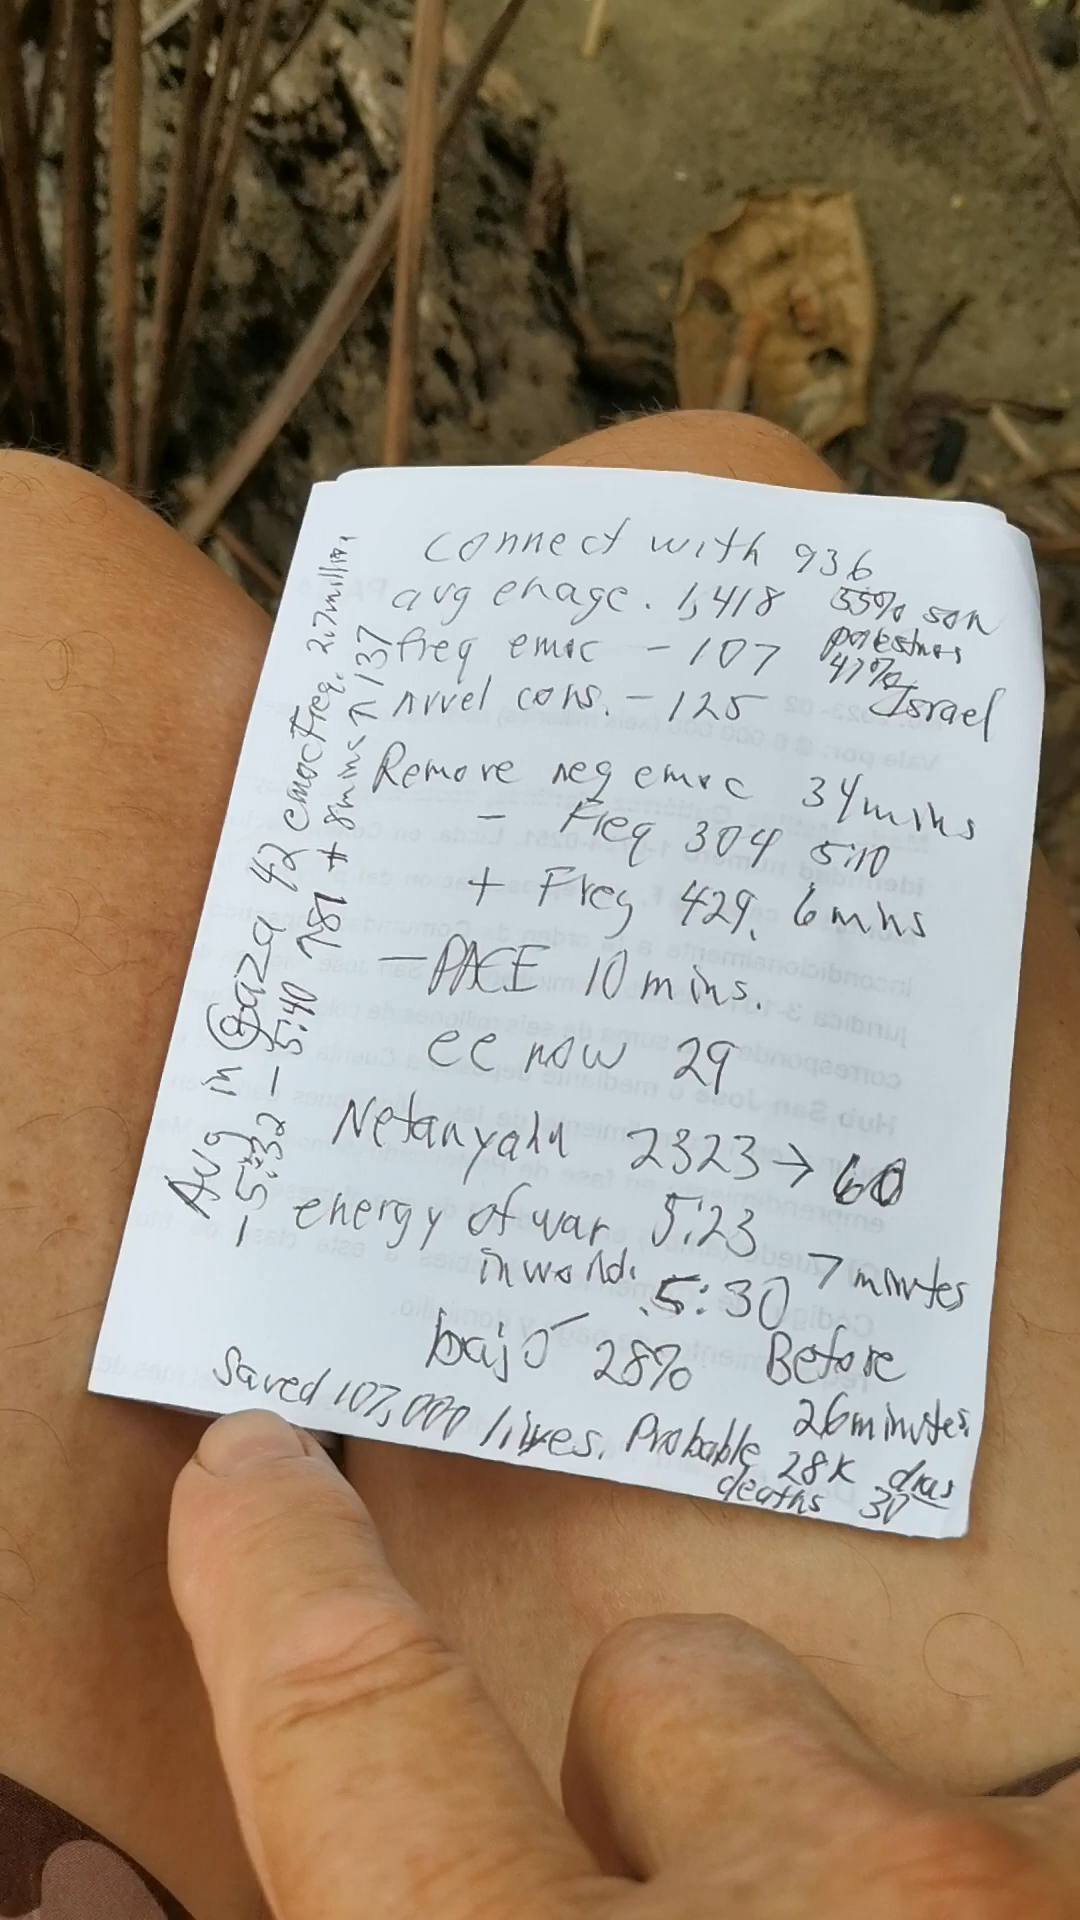 connect with 936
avg enage. 1,418 55% son
palestinos
freq emoc - 107 47%
Israel
nivel cons. - 125
Remove neg emoc 34 mins
- Freq 304 5:10
+ Freq 429. 6 mins
- PACE 10 mins.
ee now 29
Netanyahu 2323 → 60
energy of war 5:23 7 minutes
in world. 5:30
bajó 28% Before
26 minutes.
Saved 107,000 lives. Probable 28K dias
deaths 30
Avg in Gaza 42 emoc Freq. 2.7 million
- 5:32 - 5:40 ↑81 + 8 mins ↑ 137